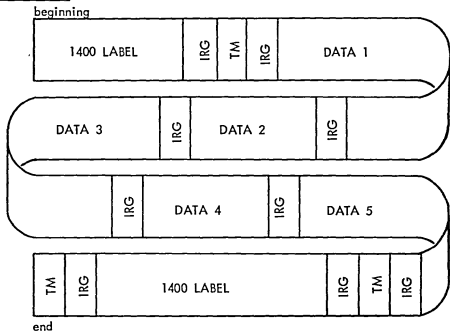 beginning
1400 LABEL IRG TM IRG DATA 1
DATA 3 IRG DATA 2 IRG
IRG DATA 4 IRG DATA 5
TM IRG 1400 LABEL IRG TM IRG
end